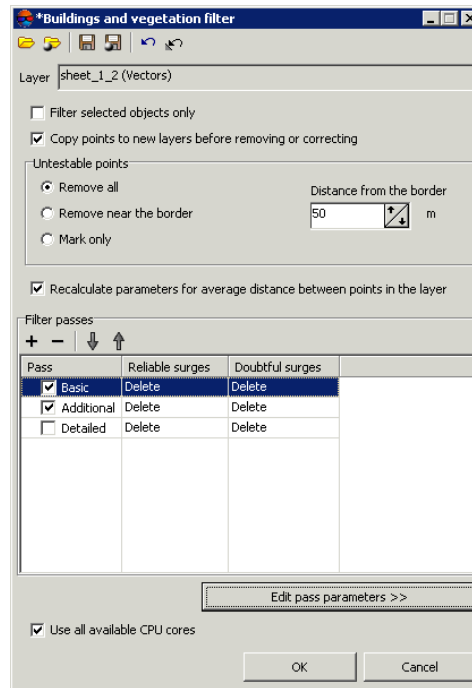 *Buildings and vegetation filter
Layer sheet_1_2 (Vectors)
Filter selected objects only
Copy points to new layers before removing or correcting
Untestable points
Remove all
Distance from the border
Remove near the border
50 m
Mark only
Recalculate parameters for average distance between points in the layer
Filter passes
Pass Reliable surges Doubtful surges
Basic Delete Delete
Additional Delete Delete
Detailed Delete Delete
Edit pass parameters >>
Use all available CPU cores
OK Cancel